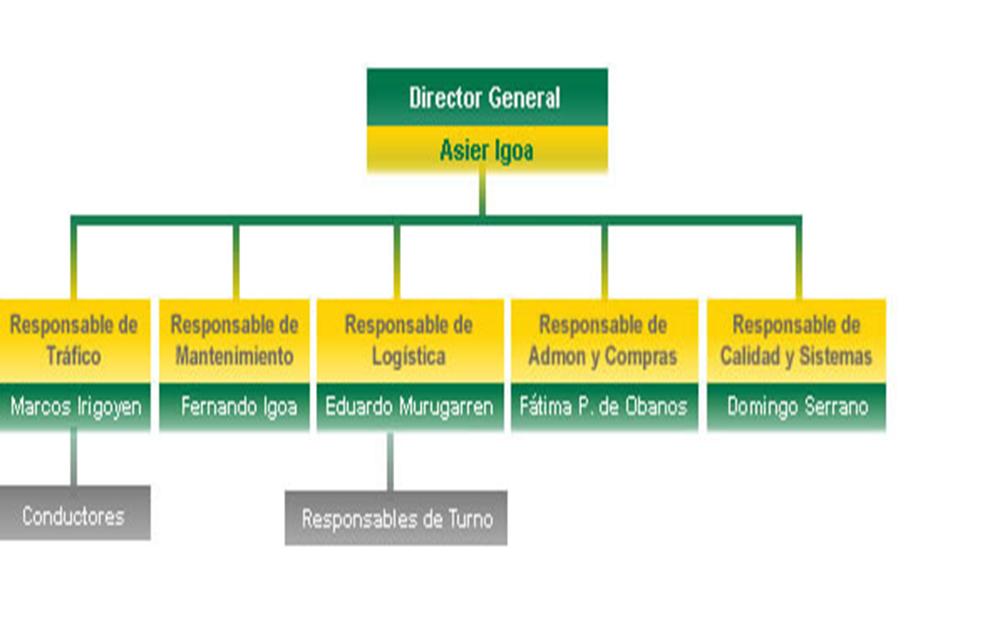 Director General
Asier Igoa
Responsable de
Tráfico
Marcos Irigoyen
Responsable de
Mantenimiento
Fernando Igoa
Responsable de
Logística
Eduardo Murugarren
Responsable de
Admon y Compras
Fátima P. de Obanos
Responsable de
Calidad y Sistemas
Domingo Serrano
Conductores
Responsables de Turno